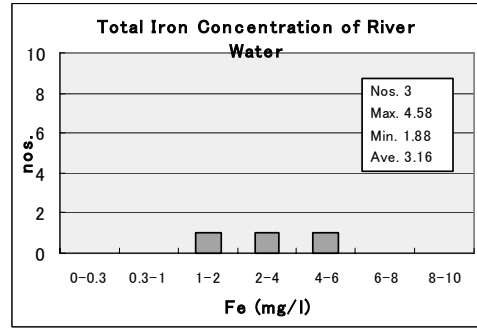 Total Iron Concentration of River
Water
10
8
6
4
2
0
nos.
Nos. 3
Max. 4.58
Min. 1.88
Ave. 3.16
0-0.3 0.3-1 1-2 2-4 4-6 6-8 8-10
Fe (mg/l)